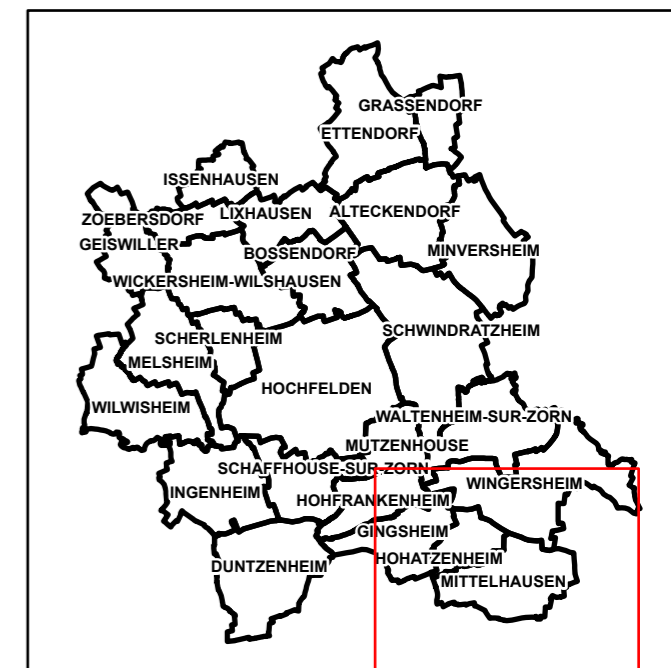 GRASSENDORF
ETTENDORF
ISSENHAUSEN
ZOEBERSDORF
LIXHAUSEN
ALTECKENDORF
GEISWILLER
BOSSENDORF
MINVERSHEIM
WICKERSHEIM-WILSHAUSEN
SCHWINDRATZHEIM
SCHERLENHEIM
MELSHEIM
HOCHFELDEN
WILWISHEIM
WALTENHEIM-SUR-ZORN
MUTZENHOUSE
SCHAFFHOUSE-SUR-ZORN
WINGERSHEIM
INGENHEIM
HOHFRANKENHEIM
GINGSHEIM
HOHATZENHEIM
DUNTZENHEIM
MITTELHAUSEN